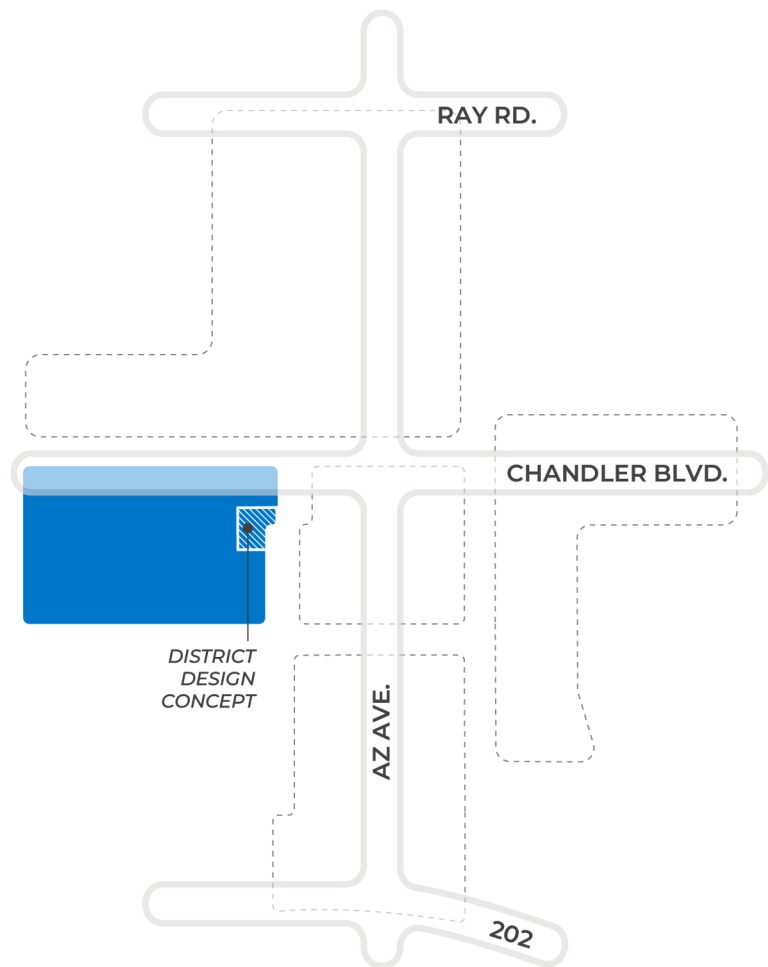 RAY RD.
CHANDLER BLVD.
DISTRICT
DESIGN
CONCEPT
AZ AVE.
202